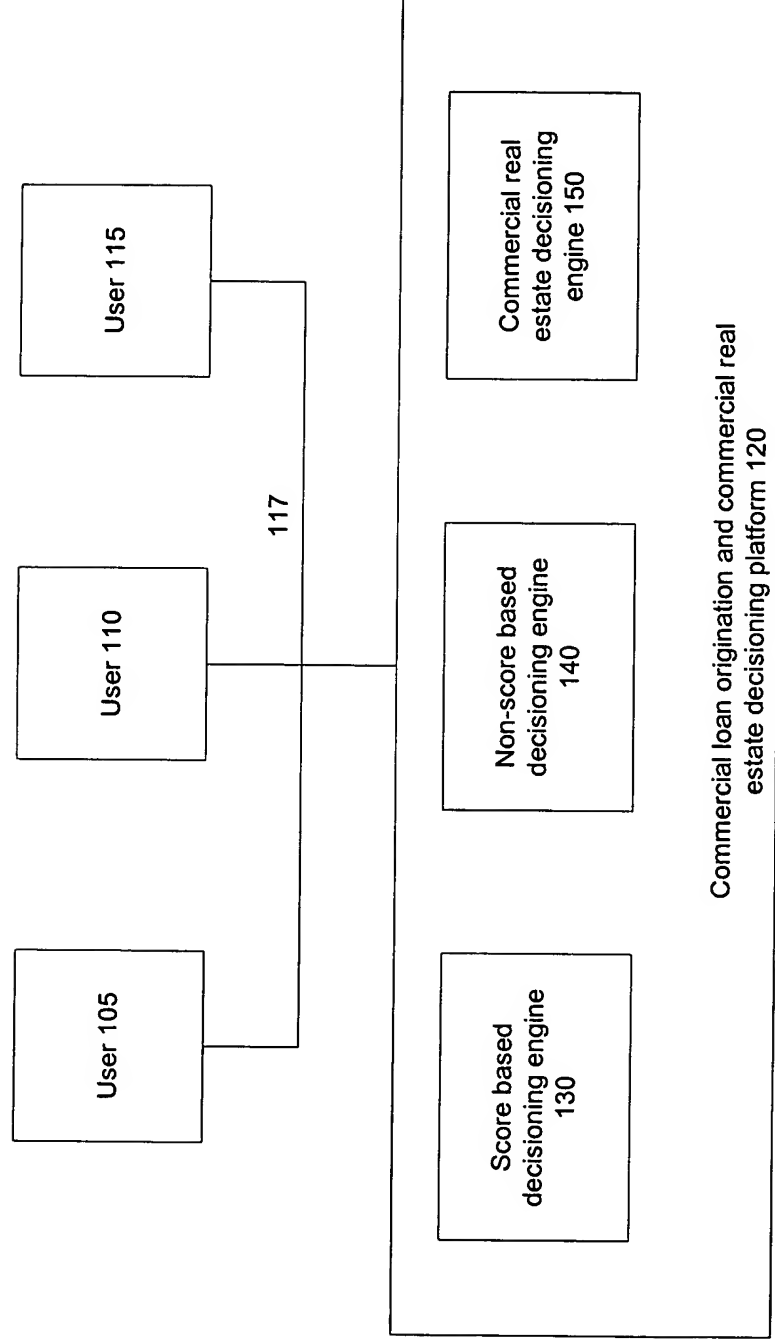 User 105
User 110
User 115
117
Score based
decisioning engine
130
Non-score based
decisioning engine
140
Commercial real
estate decisioning
engine 150
Commercial loan origination and commercial real
estate decisioning platform 120